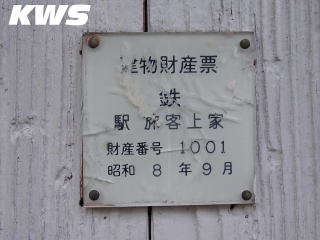 KWS
建物財産票
鉄
駅 旅客上家
財産番号 1001
昭和 8 年 9 月